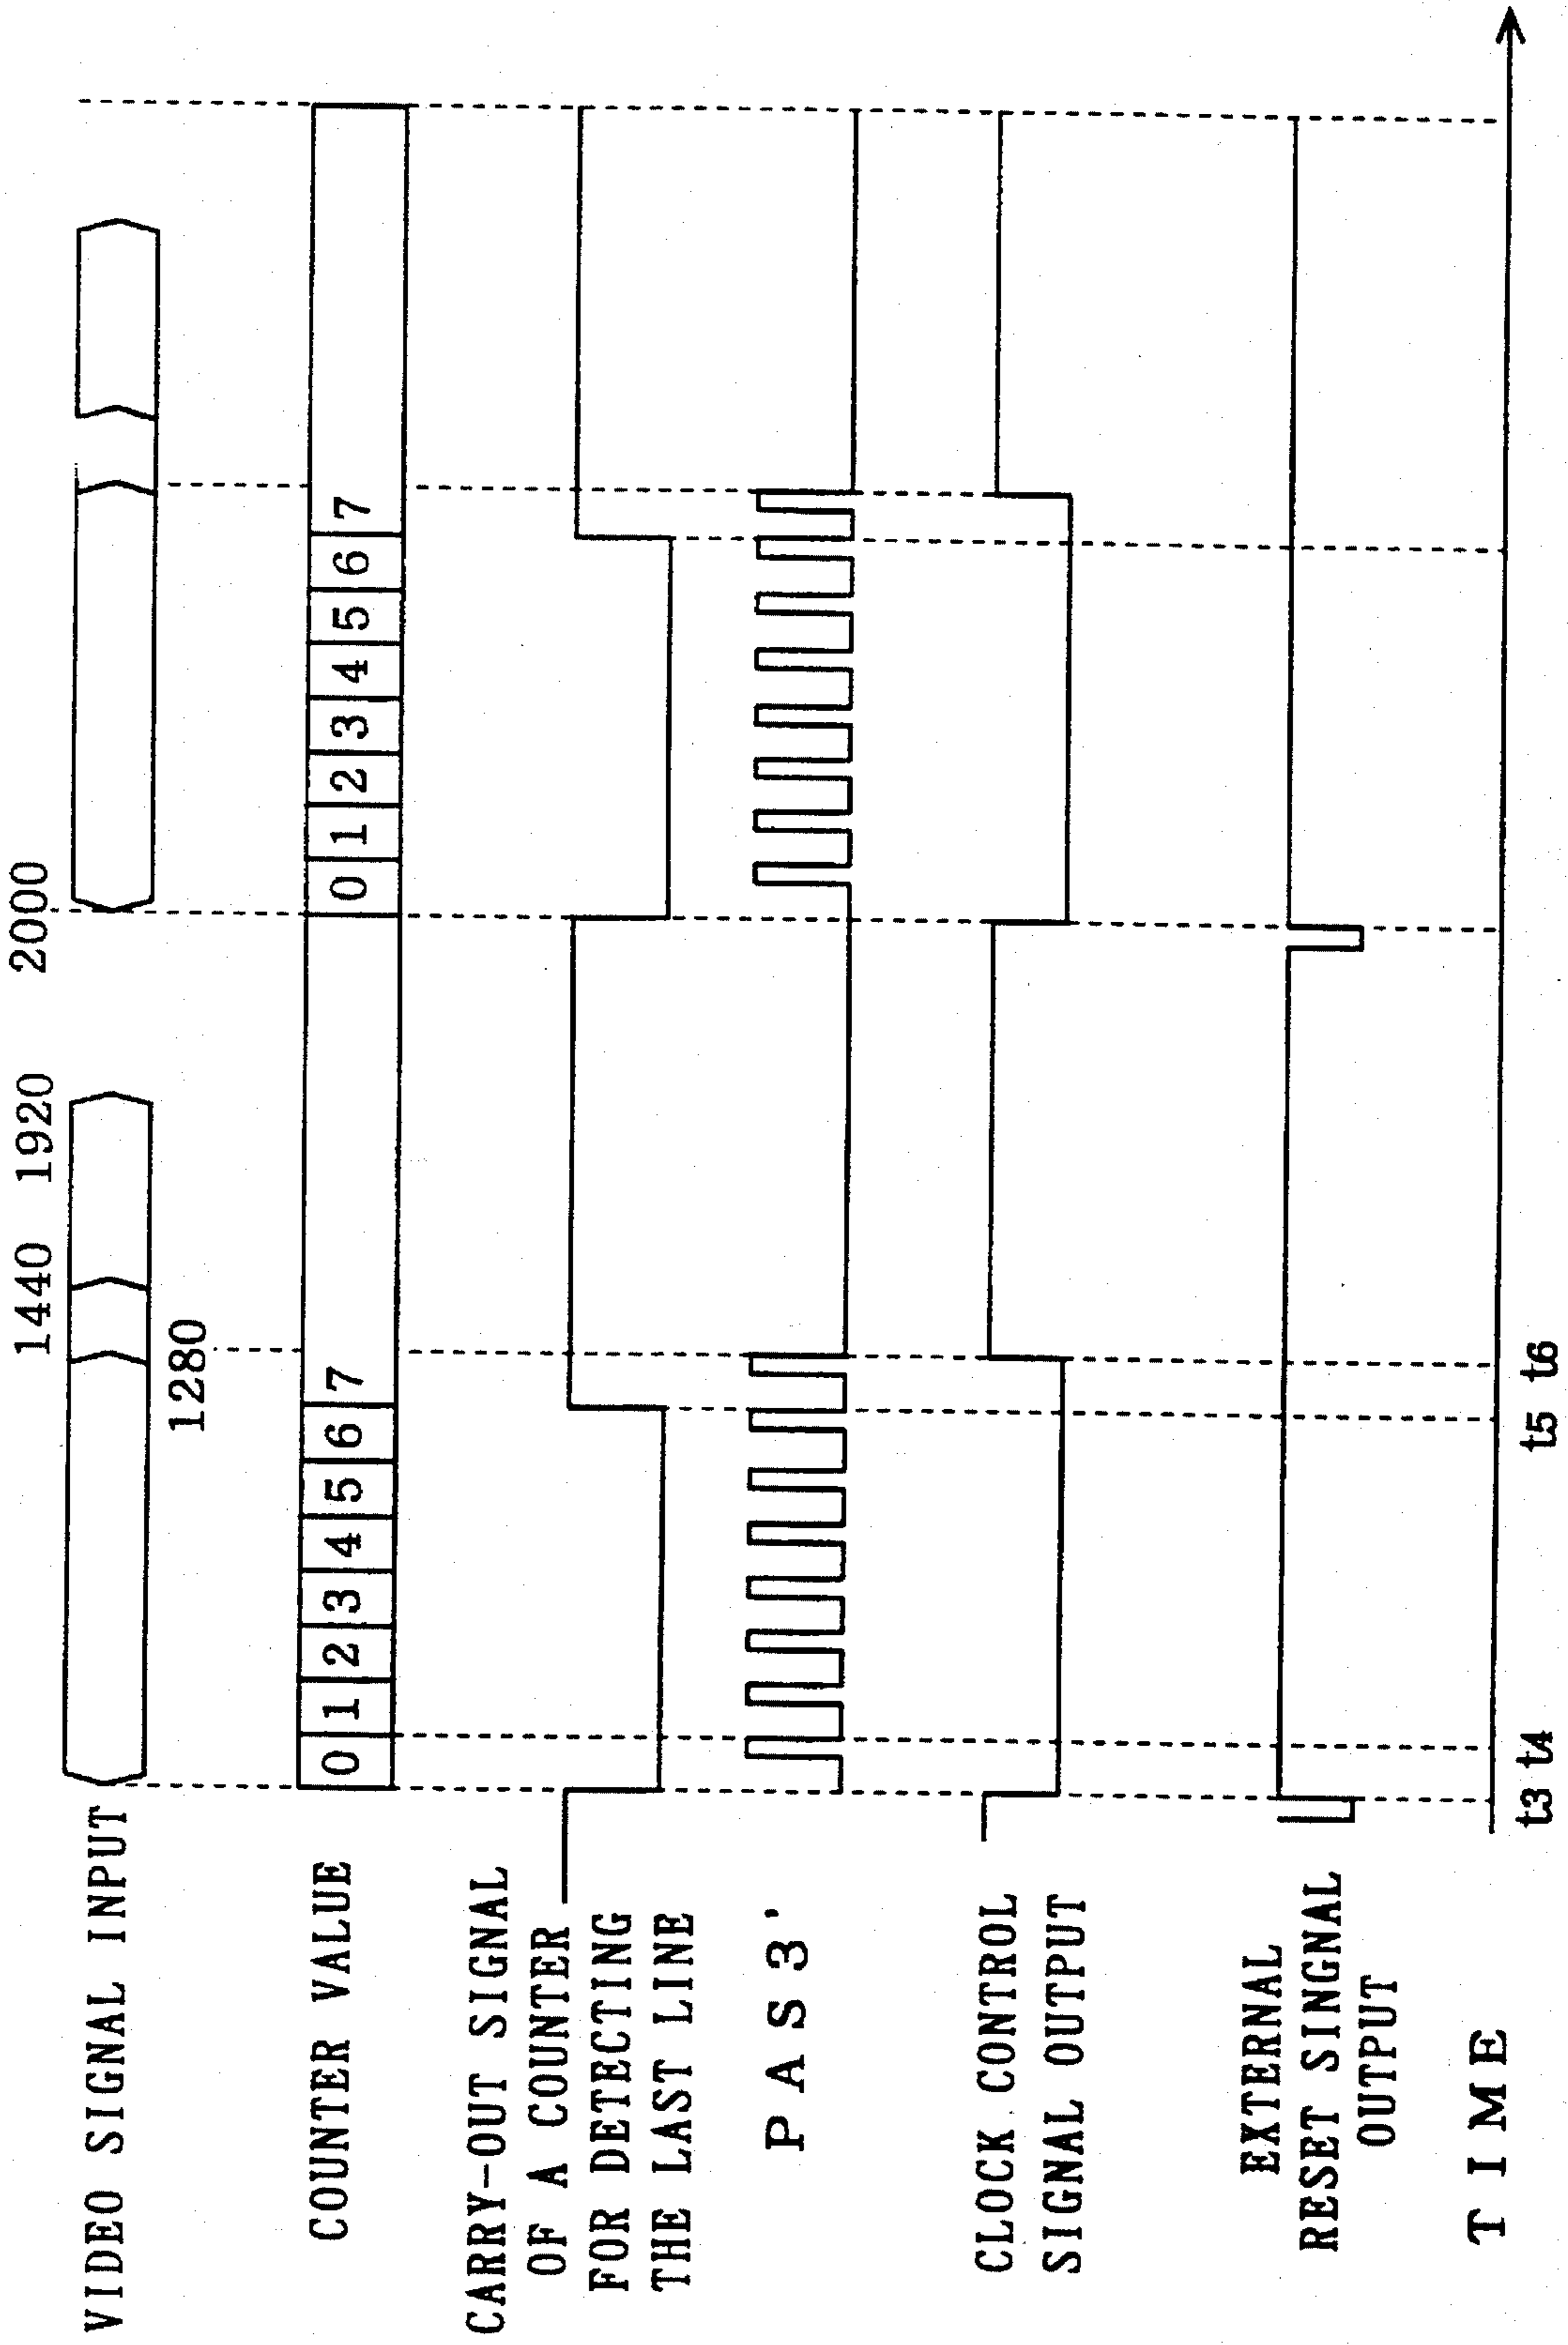 1440 1920 2000
VIDEO SIGNAL INPUT
1280
COUNTER VALUE 0 1 2 3 4 5 6 7 0 1 2 3 4 5 6 7
CARRY-OUT SIGNAL
OF A COUNTER
FOR DETECTING
THE LAST LINE
PAS3'
CLOCK CONTROL
SIGNAL OUTPUT
EXTERNAL
RESET SINGNAL
OUTPUT
TIME
t3 t4 t5 t6